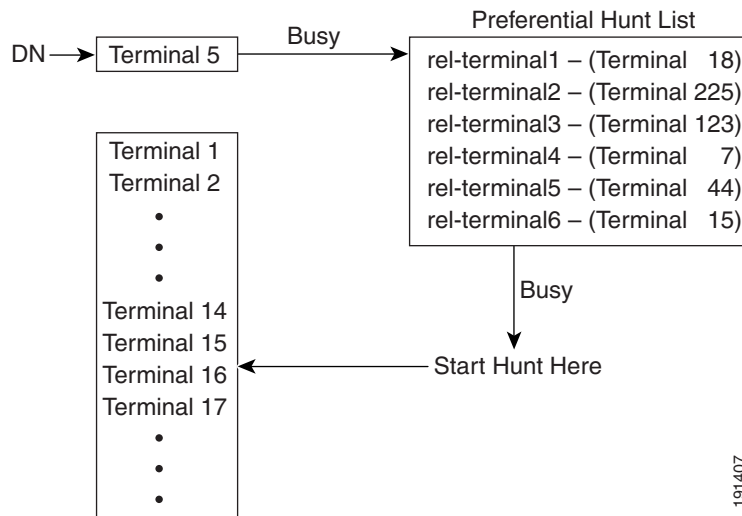 Preferential Hunt List
DN
Terminal 5
Busy
rel-terminal1 – (Terminal 18)
rel-terminal2 – (Terminal 225)
rel-terminal3 – (Terminal 123)
rel-terminal4 – (Terminal 7)
rel-terminal5 – (Terminal 44)
rel-terminal6 – (Terminal 15)
Busy
Start Hunt Here
Terminal 1
Terminal 2
Terminal 14
Terminal 15
Terminal 16
Terminal 17
191407